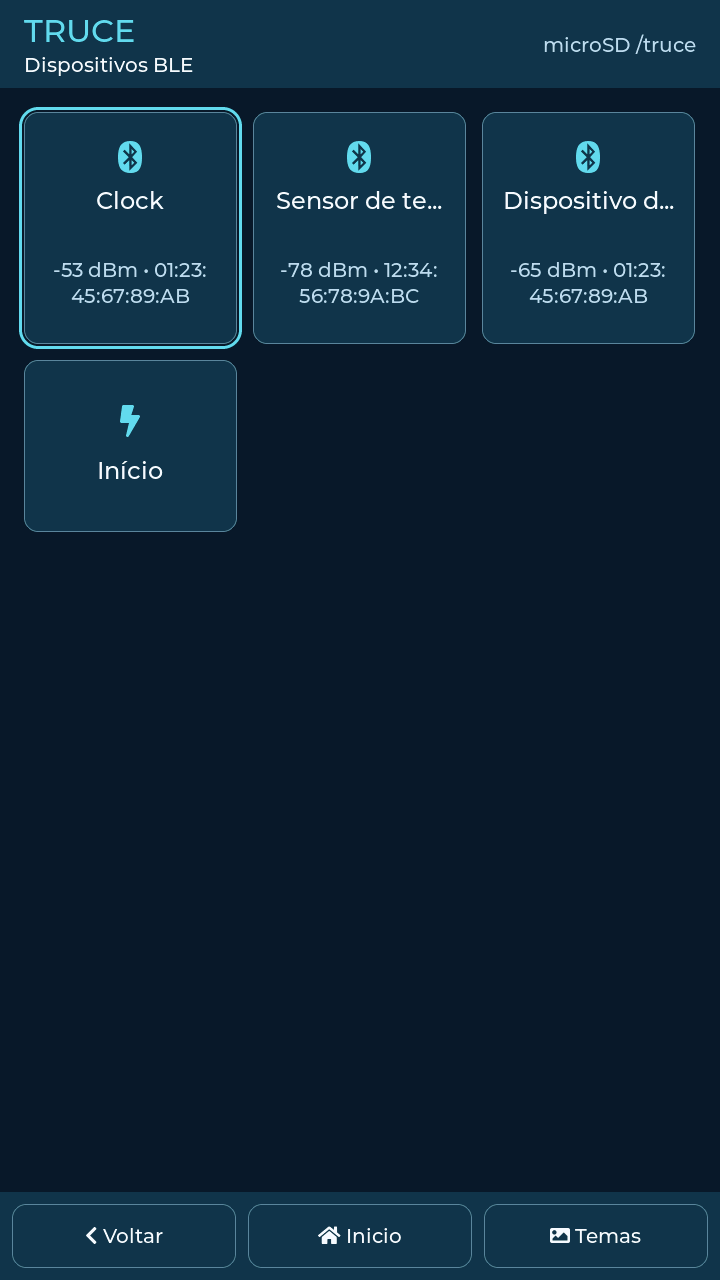 TRUCE
Dispositivos BLE
microSD /truce
Clock
-53 dBm • 01:23:
45:67:89:AB
Sensor de te...
-78 dBm • 12:34:
56:78:9A:BC
Dispositivo d...
-65 dBm • 01:23:
45:67:89:AB
Início
Voltar
Inicio
Temas